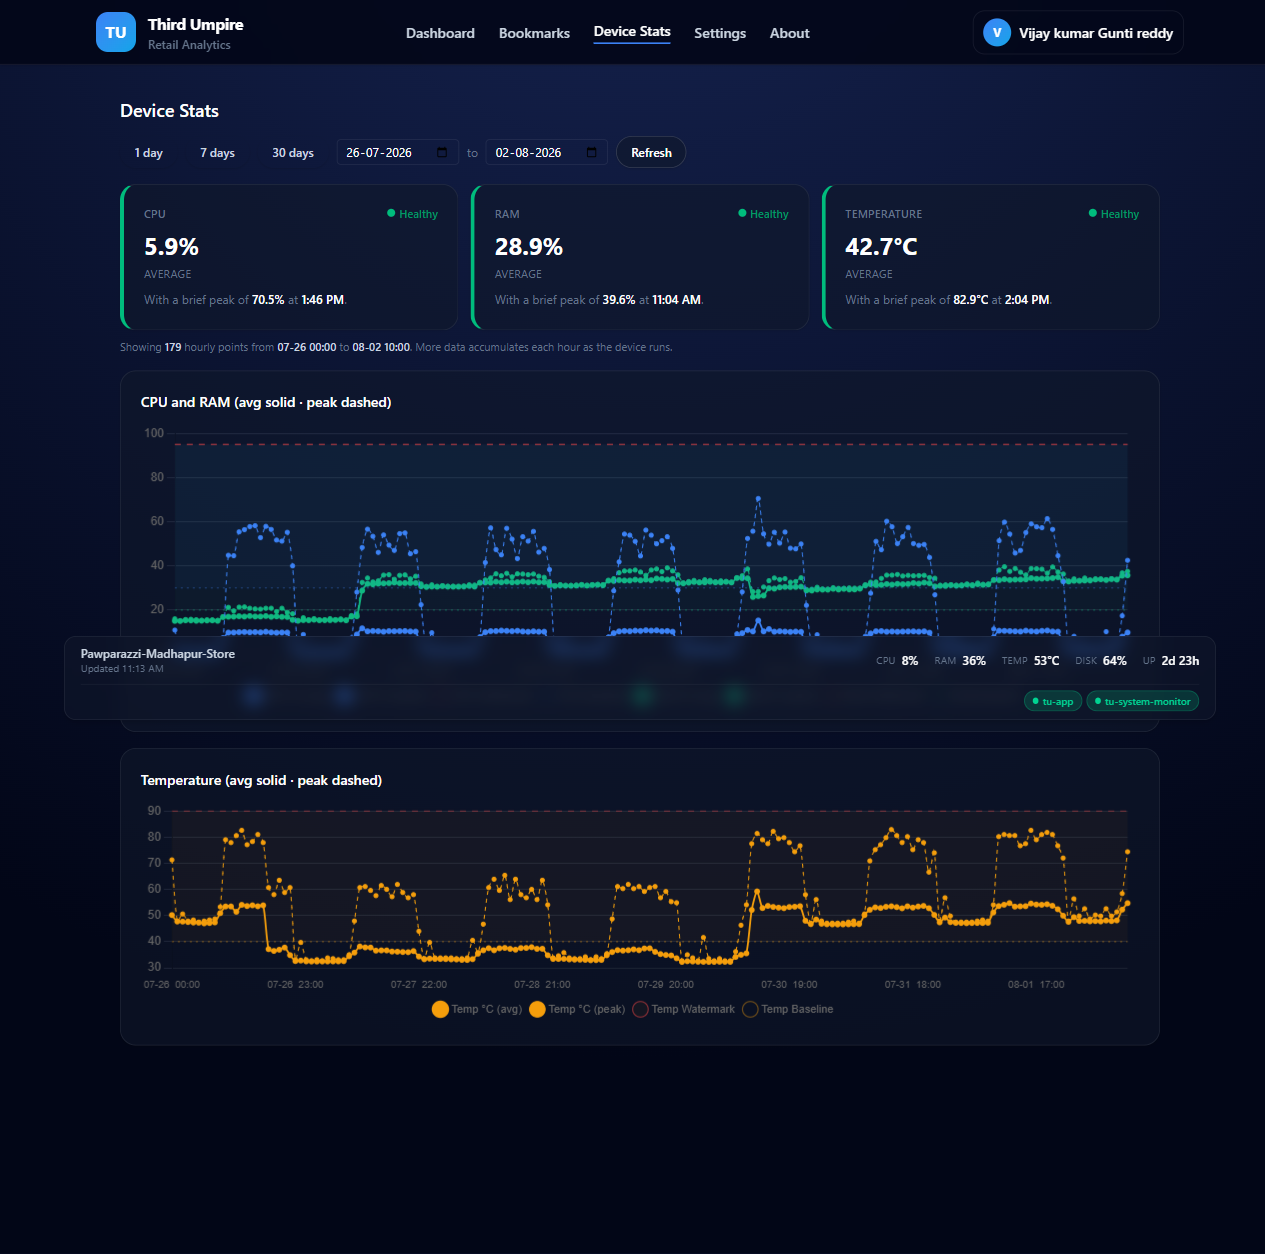 TU
Third Umpire
Retail Analytics
Dashboard Bookmarks Device Stats Settings About
V Vijay kumar Gunti reddy
Device Stats
1 day 7 days 30 days 26-07-2026 to 02-08-2026 Refresh
CPU Healthy
5.9%
AVERAGE
With a brief peak of 70.5% at 1:46 PM.
RAM Healthy
28.9%
AVERAGE
With a brief peak of 39.6% at 11:04 AM.
TEMPERATURE Healthy
42.7°C
AVERAGE
With a brief peak of 82.9°C at 2:04 PM.
Showing 179 hourly points from 07-26 00:00 to 08-02 10:00. More data accumulates each hour as the device runs.
CPU and RAM (avg solid · peak dashed)
100
80
60
40
20
Pawparazzi-Madhapur-Store
Updated 11:13 AM
CPU 8% RAM 36% TEMP 53°C DISK 64% UP 2d 23h
tu-app tu-system-monitor
Temperature (avg solid · peak dashed)
90
80
70
60
50
40
30
07-26 00:00 07-26 23:00 07-27 22:00 07-28 21:00 07-29 20:00 07-30 19:00 07-31 18:00 08-01 17:00
Temp °C (avg) Temp °C (peak) Temp Watermark Temp Baseline